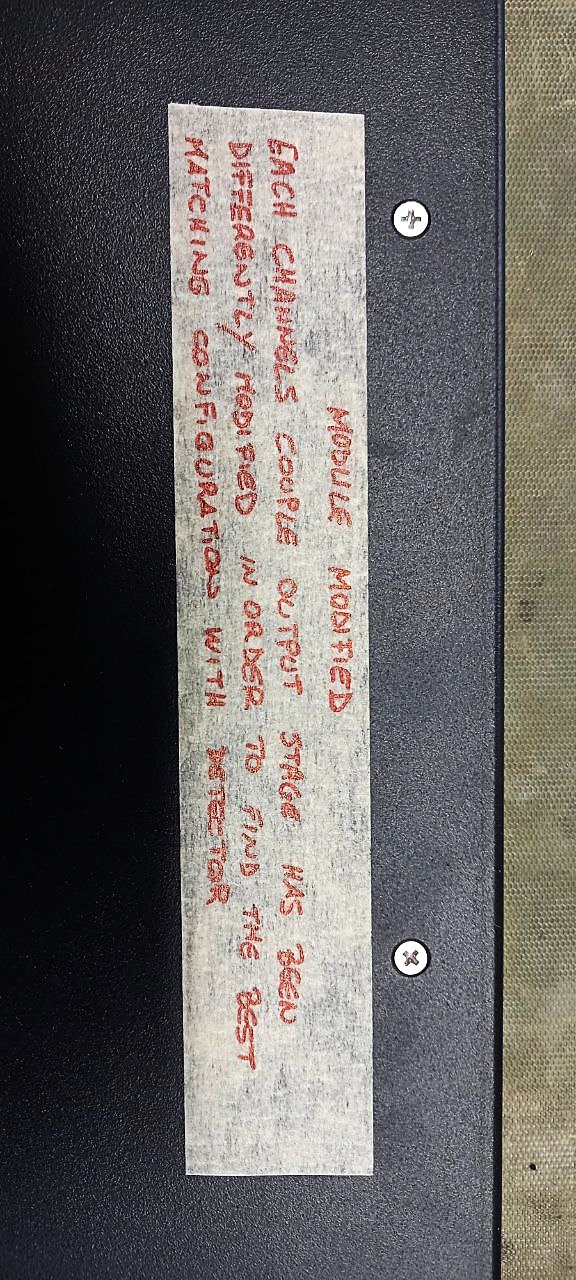 MODULE MODIFIED
EACH CHANNELS COUPLE OUTPUT STAGE HAS BEEN
DIFFERENTLY MODIFIED IN ORDER TO FIND THE BEST
MATCHING CONFIGURATION WITH DETECTOR